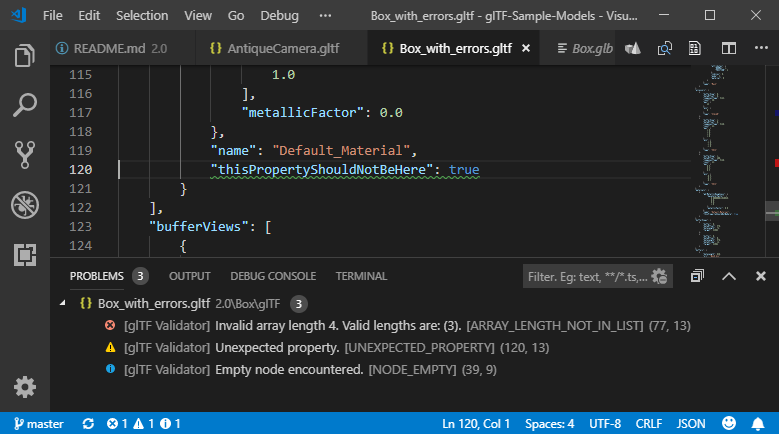 File Edit Selection View Go Debug ••• Box_with_errors.gltf - glTF-Sample-Models - Visu...
README.md 2.0 {} AntiqueCamera.gltf {} Box_with_errors.gltf Box.glb
115 1.0
116 ],
117 "metallicFactor": 0.0
118 },
119 "name": "Default_Material",
120 "thisPropertyShouldNotBeHere": true
121 }
122 ],
123 "bufferViews": [
124 {
PROBLEMS 3 OUTPUT DEBUG CONSOLE TERMINAL Filter. Eg: text, **/*.ts,...
{} Box_with_errors.gltf 2.0\Box\glTF 3
[glTF Validator] Invalid array length 4. Valid lengths are: (3). [ARRAY_LENGTH_NOT_IN_LIST] (77, 13)
[glTF Validator] Unexpected property. [UNEXPECTED_PROPERTY] (120, 13)
[glTF Validator] Empty node encountered. [NODE_EMPTY] (39, 9)
master 1 1 1 Ln 120, Col 1 Spaces: 4 UTF-8 CRLF JSON